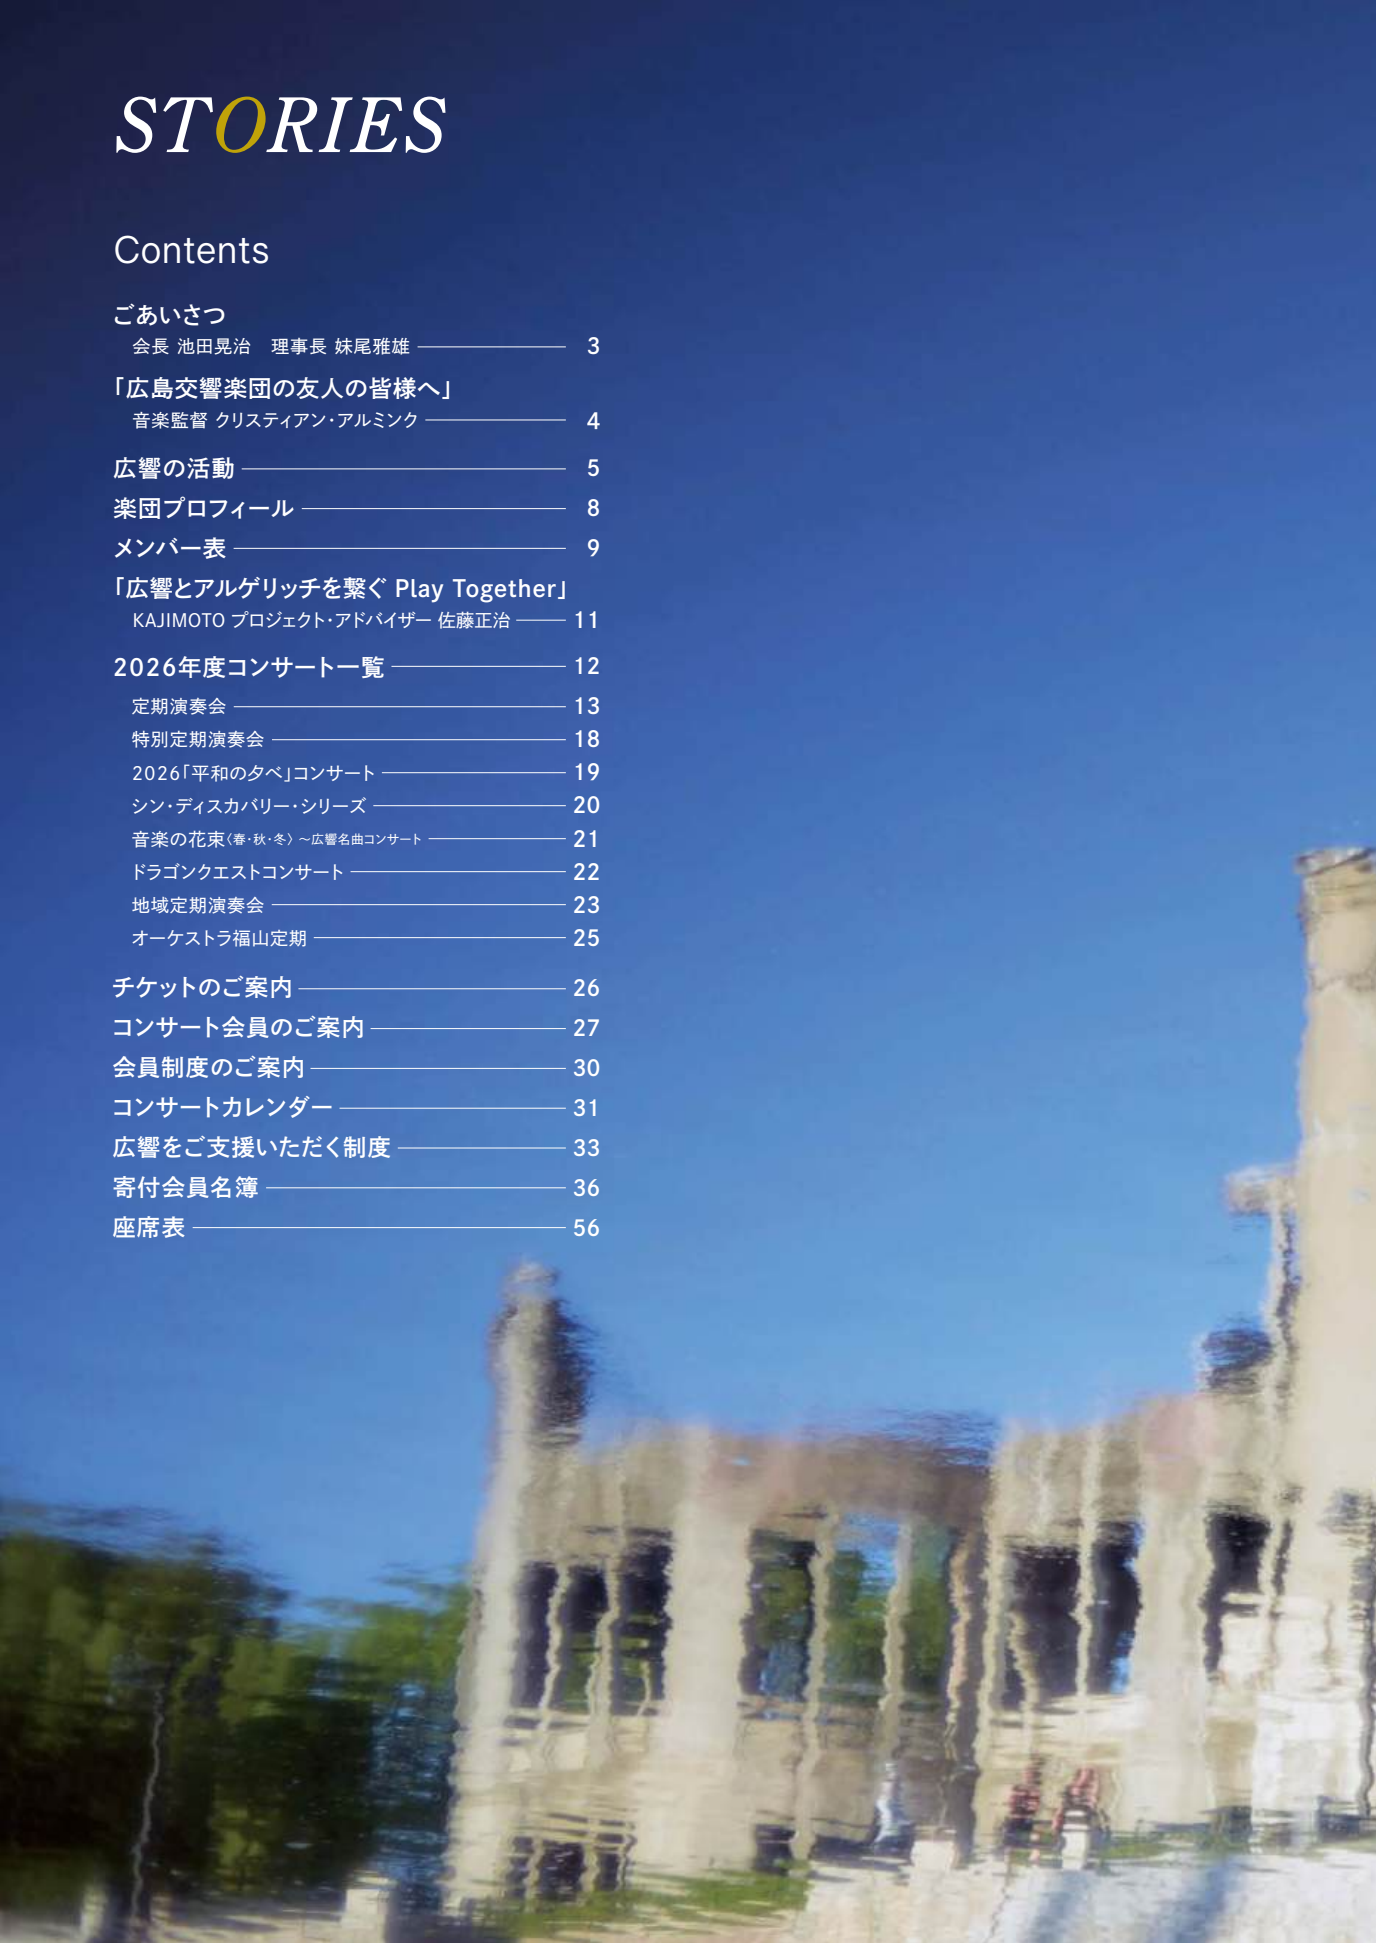 STORIES
Contents
ごあいさつ
会長 池田晃治　理事長 妹尾雅雄 3
「広島交響楽団の友人の皆様へ」
音楽監督 クリスティアン・アルミンク 4
広響の活動 5
楽団プロフィール 8
メンバー表 9
「広響とアルゲリッチを繋ぐ Play Together」
KAJIMOTO プロジェクト・アドバイザー 佐藤正治 11
2026年度コンサート一覧 12
定期演奏会 13
特別定期演奏会 18
2026「平和の夕べ」コンサート 19
シン・ディスカバリー・シリーズ 20
音楽の花束〈春・秋・冬〉 ～広響名曲コンサート 21
ドラゴンクエストコンサート 22
地域定期演奏会 23
オーケストラ福山定期 25
チケットのご案内 26
コンサート会員のご案内 27
会員制度のご案内 30
コンサートカレンダー 31
広響をご支援いただく制度 33
寄付会員名簿 36
座席表 56